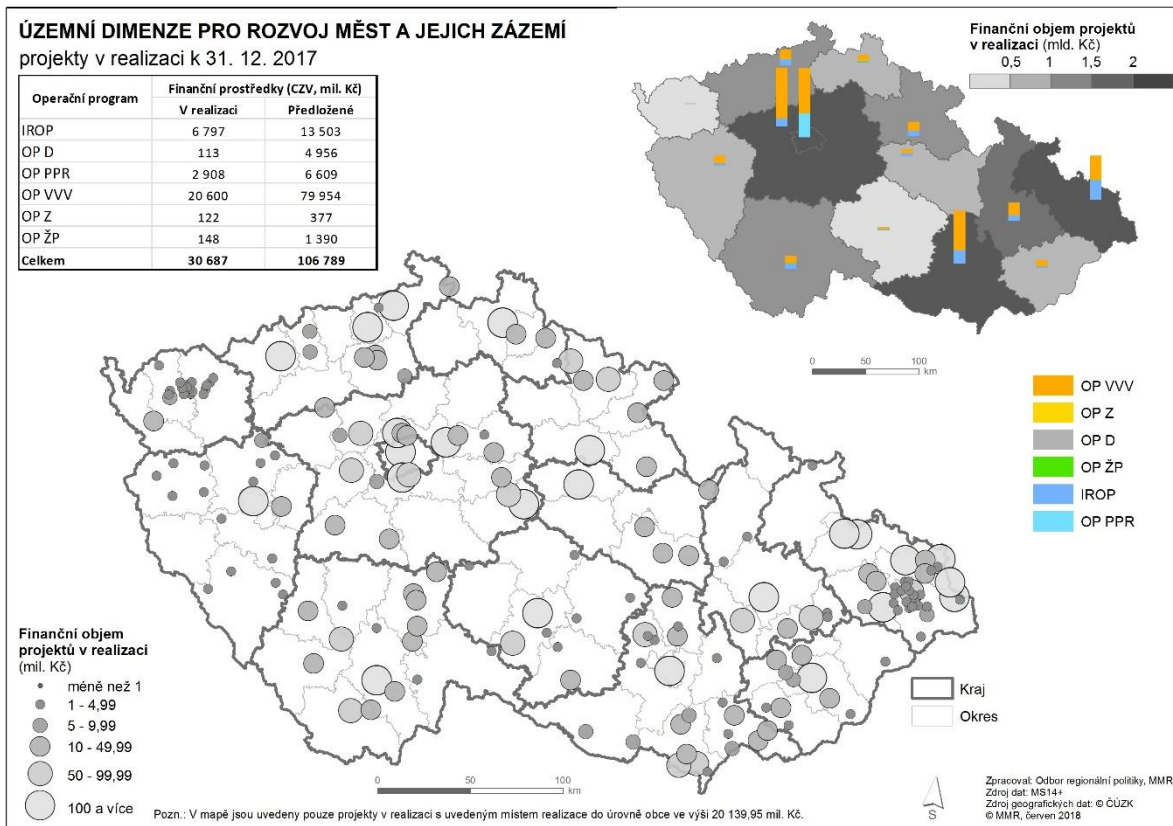 ÚZEMNÍ DIMENZE PRO ROZVOJ MĚST A JEJICH ZÁZEMÍ
projekty v realizaci k 31. 12. 2017
Operační program Finanční prostředky (CZV, mil. Kč)
V realizaci Předložené
IROP 6 797 13 503
OP D 113 4 956
OP PPR 2 908 6 609
OP VVV 20 600 79 954
OP Z 122 377
OP ŽP 148 1 390
Celkem 30 687 106 789
Finanční objem projektů
v realizaci (mld. Kč)
0,5 1 1,5 2
0 50 100
km
OP VVV
OP Z
OP D
OP ŽP
IROP
OP PPR
Finanční objem
projektů v realizaci
(mil. Kč)
méně než 1
1 - 4,99
5 - 9,99
10 - 49,99
50 - 99,99
100 a více
Kraj
Okres
0 50 100
km
Pozn.: V mapě jsou uvedeny pouze projekty v realizaci s uvedeným místem realizace do úrovně obce ve výši 20 139,95 mil. Kč.
S
Zpracoval: Odbor regionální politiky, MMR
Zdroj dat: MS14+
Zdroj geografických dat: © ČÚZK
© MMR, červen 2018